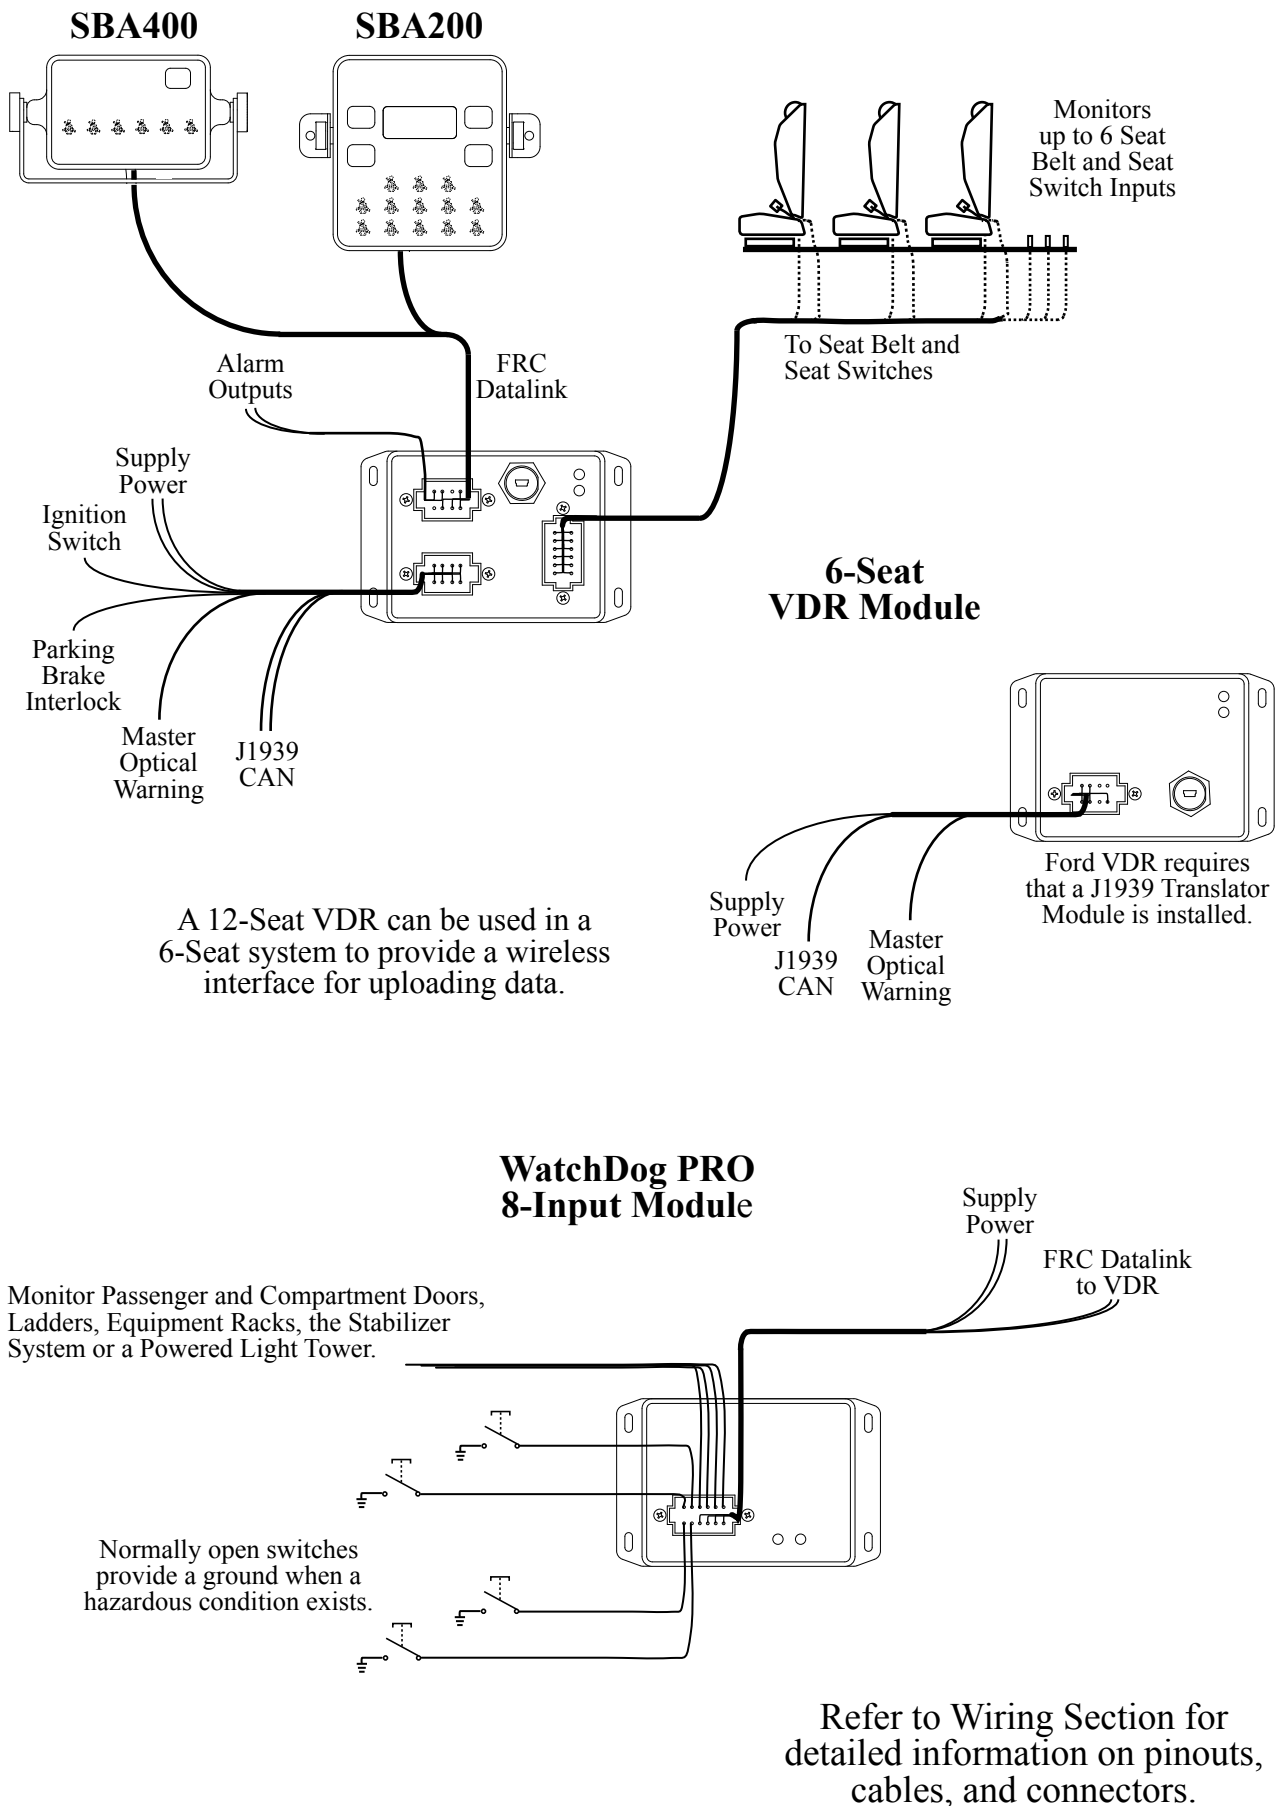 SBA400
SBA200
Monitors
up to 6 Seat
Belt and Seat
Switch Inputs
To Seat Belt and
Seat Switches
Alarm
Outputs
FRC
Datalink
Supply
Power
Ignition
Switch
Parking
Brake
Interlock
Master
Optical
Warning
J1939
CAN
6-Seat
VDR Module
Ford VDR requires
that a J1939 Translator
Module is installed.
Supply
Power
J1939
CAN
Master
Optical
Warning
A 12-Seat VDR can be used in a
6-Seat system to provide a wireless
interface for uploading data.
WatchDog PRO
8-Input Module
Supply
Power
FRC Datalink
to VDR
Monitor Passenger and Compartment Doors,
Ladders, Equipment Racks, the Stabilizer
System or a Powered Light Tower.
Normally open switches
provide a ground when a
hazardous condition exists.
Refer to Wiring Section for
detailed information on pinouts,
cables, and connectors.